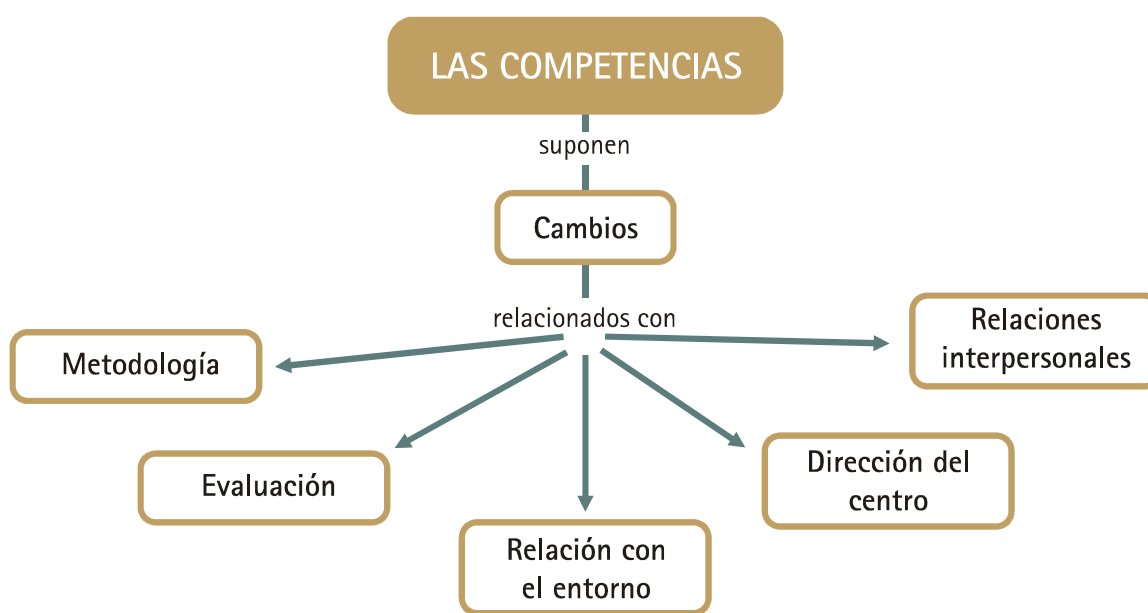 LAS COMPETENCIAS
suponen
Cambios
relacionados con
Metodología
Evaluación
Relación con
el entorno
Dirección del
centro
Relaciones
interpersonales